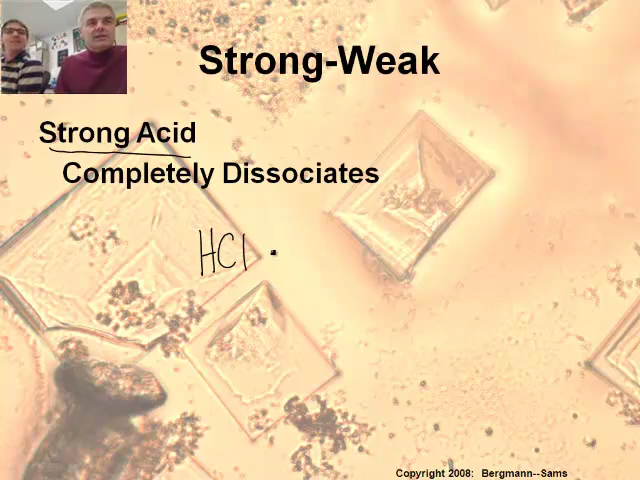 Strong-Weak
Strong Acid
Completely Dissociates
HCl
Copyright 2008: Bergmann--Sams